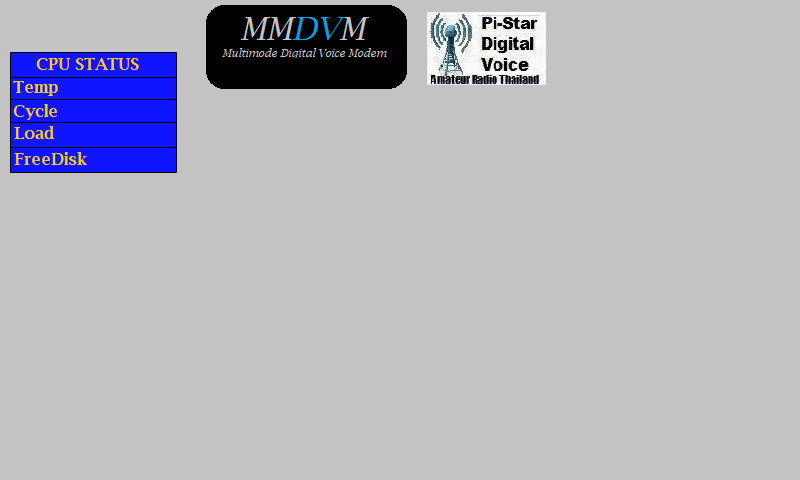 MMDVM
Multimode Digital Voice Modem
Pi-Star
Digital
Voice
Amateur Radio Thailand
CPU STATUS
Temp
Cycle
Load
FreeDisk